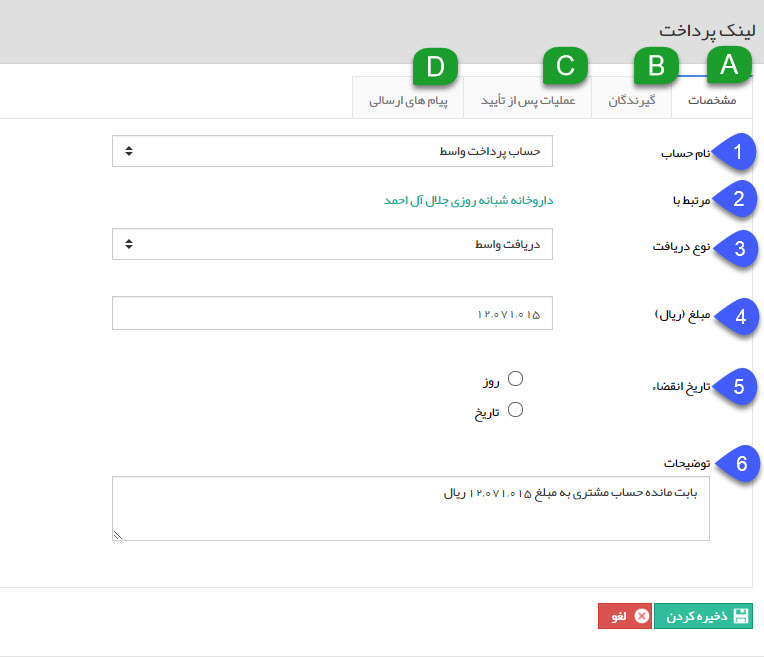 لینک پرداخت
A B C D
مشخصات گیرندگان عملیات پس از تأیید پیام های ارسالی
1 نام حساب حساب پرداخت واسط
2 مرتبط با داروخانه شبانه روزی جلال آل احمد
3 نوع دریافت دریافت واسط
4 مبلغ (ریال) ۱۲,۰۷۱,۰۱۵
5 تاریخ انقضاء روز
تاریخ
6 توضیحات
بابت مانده حساب مشتری به مبلغ ۱۲,۰۷۱,۰۱۵ ریال
ذخیره کردن لغو